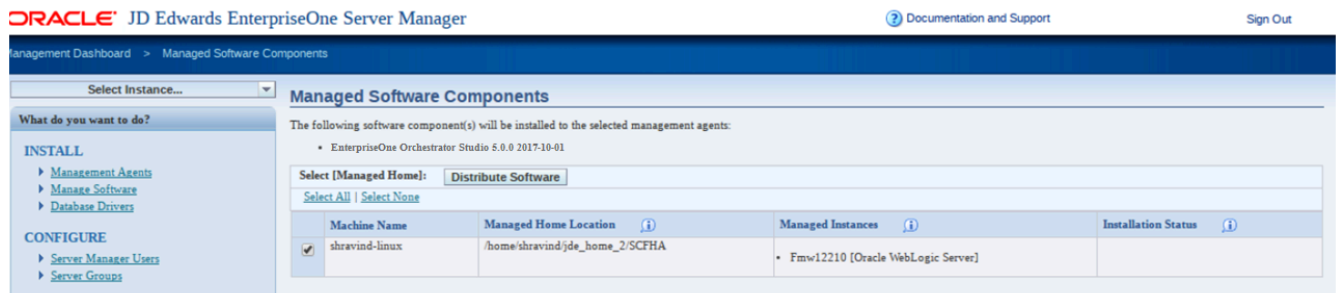 ORACLE JD Edwards EnterpriseOne Server Manager
Documentation and Support
Sign Out
Management Dashboard > Managed Software Components
Select Instance...
What do you want to do?
INSTALL
Management Agents
Manage Software
Database Drivers
CONFIGURE
Server Manager Users
Server Groups
Managed Software Components
The following software component(s) will be installed to the selected management agents:
• EnterpriseOne Orchestrator Studio 5.0.0 2017-10-01
Select [Managed Home]: Distribute Software
Select All | Select None
Machine Name Managed Home Location Managed Instances Installation Status
shravind-linux /home/shravind/jde_home_2/SCFHA • Fmw12210 [Oracle WebLogic Server]